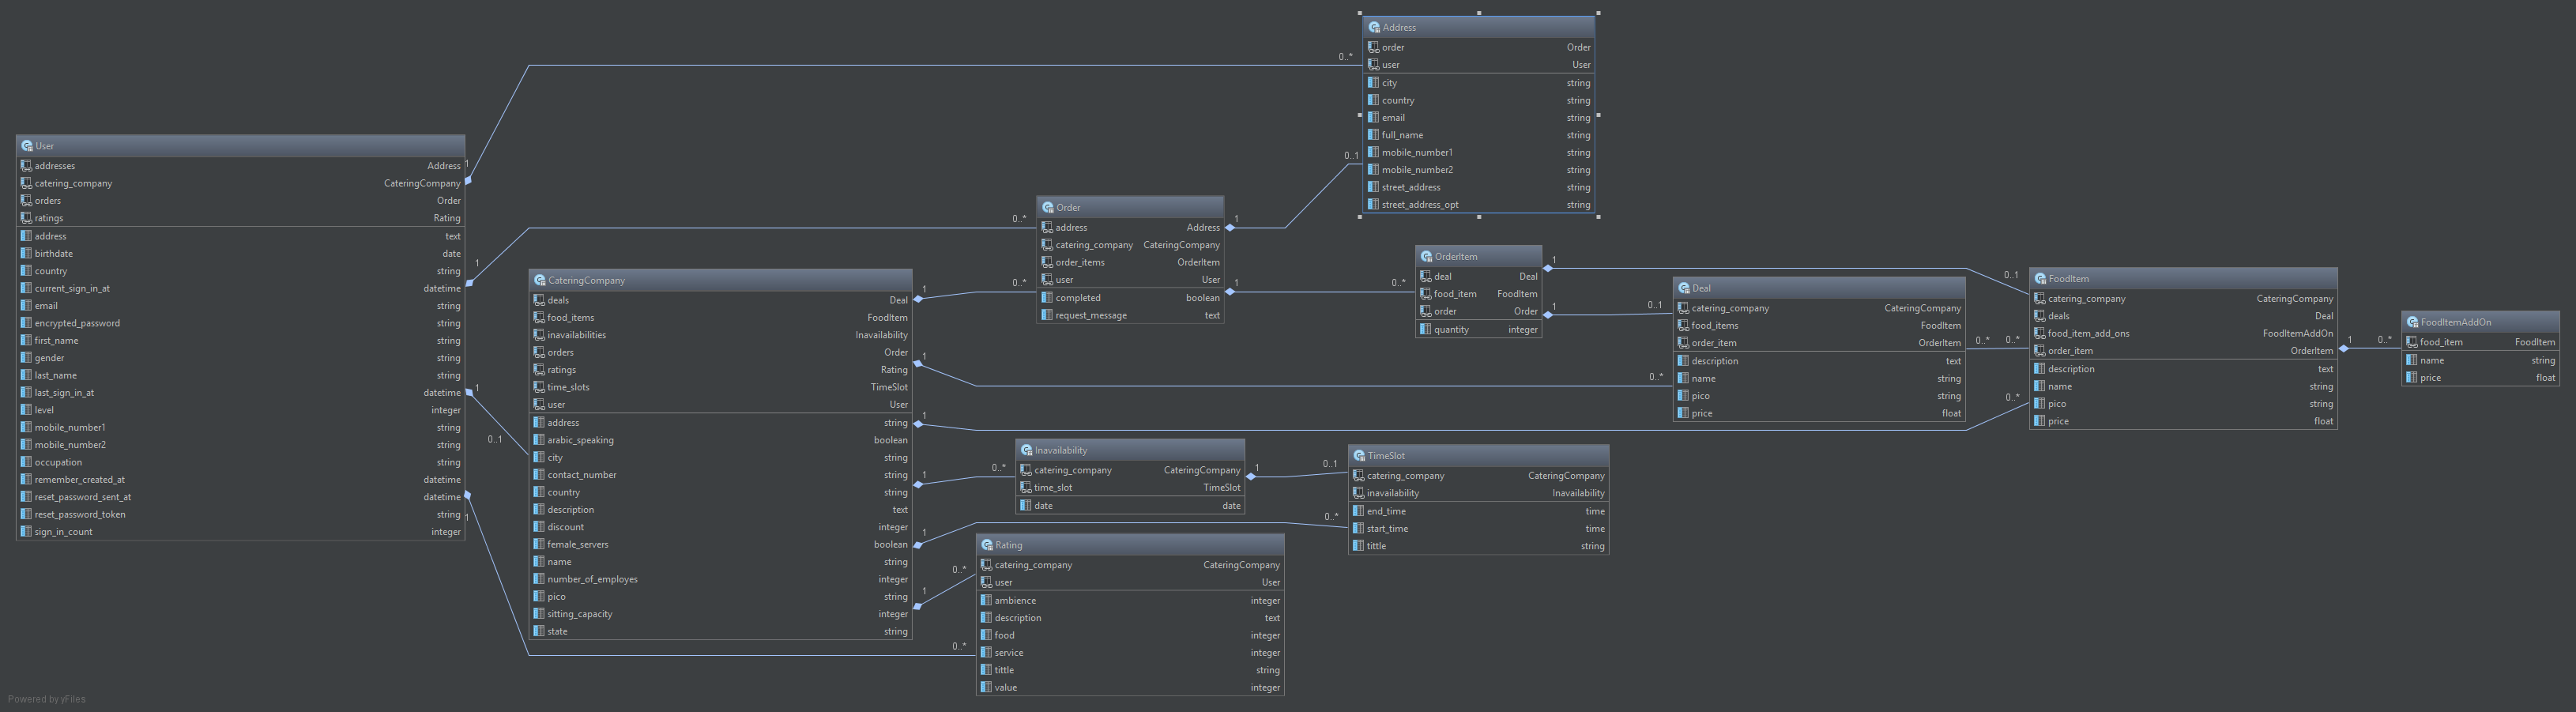 User
addresses Address
catering_company CateringCompany
orders Order
ratings Rating
address text
birthdate date
country string
current_sign_in_at datetime
email string
encrypted_password string
first_name string
gender string
last_name string
last_sign_in_at datetime
level integer
mobile_number1 string
mobile_number2 string
occupation string
remember_created_at datetime
reset_password_sent_at datetime
reset_password_token string
sign_in_count integer
1
0..*
1
0..*
1
0..1
1
0..*
CateringCompany
deals Deal
food_items FoodItem
inavailabilities Inavailability
orders Order
ratings Rating
time_slots TimeSlot
user User
address string
arabic_speaking boolean
city string
contact_number string
country string
description text
discount integer
female_servers boolean
name string
number_of_employes integer
pico string
sitting_capacity integer
state string
1
0..*
1
0..*
1
0..*
1
0..*
1
0..*
1
0..*
Order
address Address
catering_company CateringCompany
order_items OrderItem
user User
completed boolean
request_message text
1
0..1
1
0..*
Address
order Order
user User
city string
country string
email string
full_name string
mobile_number1 string
mobile_number2 string
street_address string
street_address_opt string
Inavailability
catering_company CateringCompany
time_slot TimeSlot
date date
1
0..1
Rating
catering_company CateringCompany
user User
ambience integer
description text
food integer
service integer
tittle string
value integer
TimeSlot
catering_company CateringCompany
inavailability Inavailability
end_time time
start_time time
tittle string
OrderItem
deal Deal
food_item FoodItem
order Order
quantity integer
1
0..1
1
0..1
Deal
catering_company CateringCompany
food_items FoodItem
order_item OrderItem
description text
name string
pico string
price float
0..*
0..*
FoodItem
catering_company CateringCompany
deals Deal
food_item_add_ons FoodItemAddOn
order_item OrderItem
description text
name string
pico string
price float
1
0..*
FoodItemAddOn
food_item FoodItem
name string
price float
Powered by yFiles